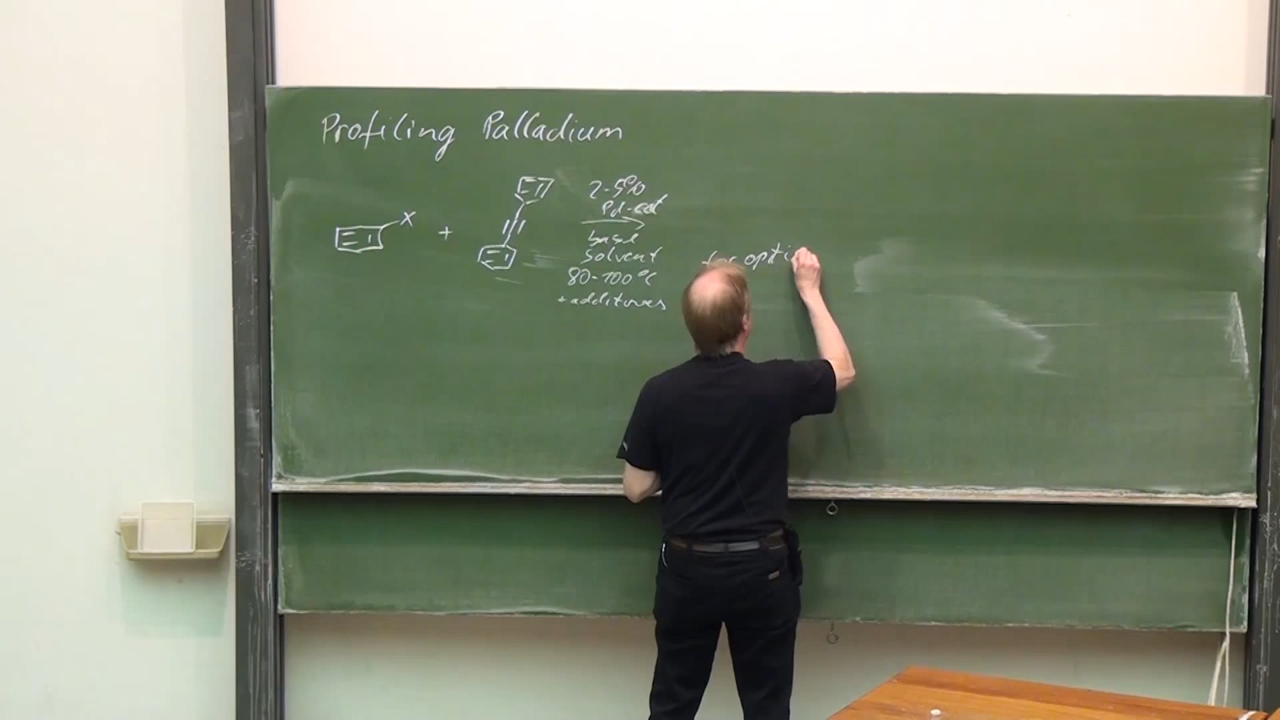 Profiling Palladium
2-5%
Pd-cat
X
+
base
solvent
80-100°C
+ additives
for opti